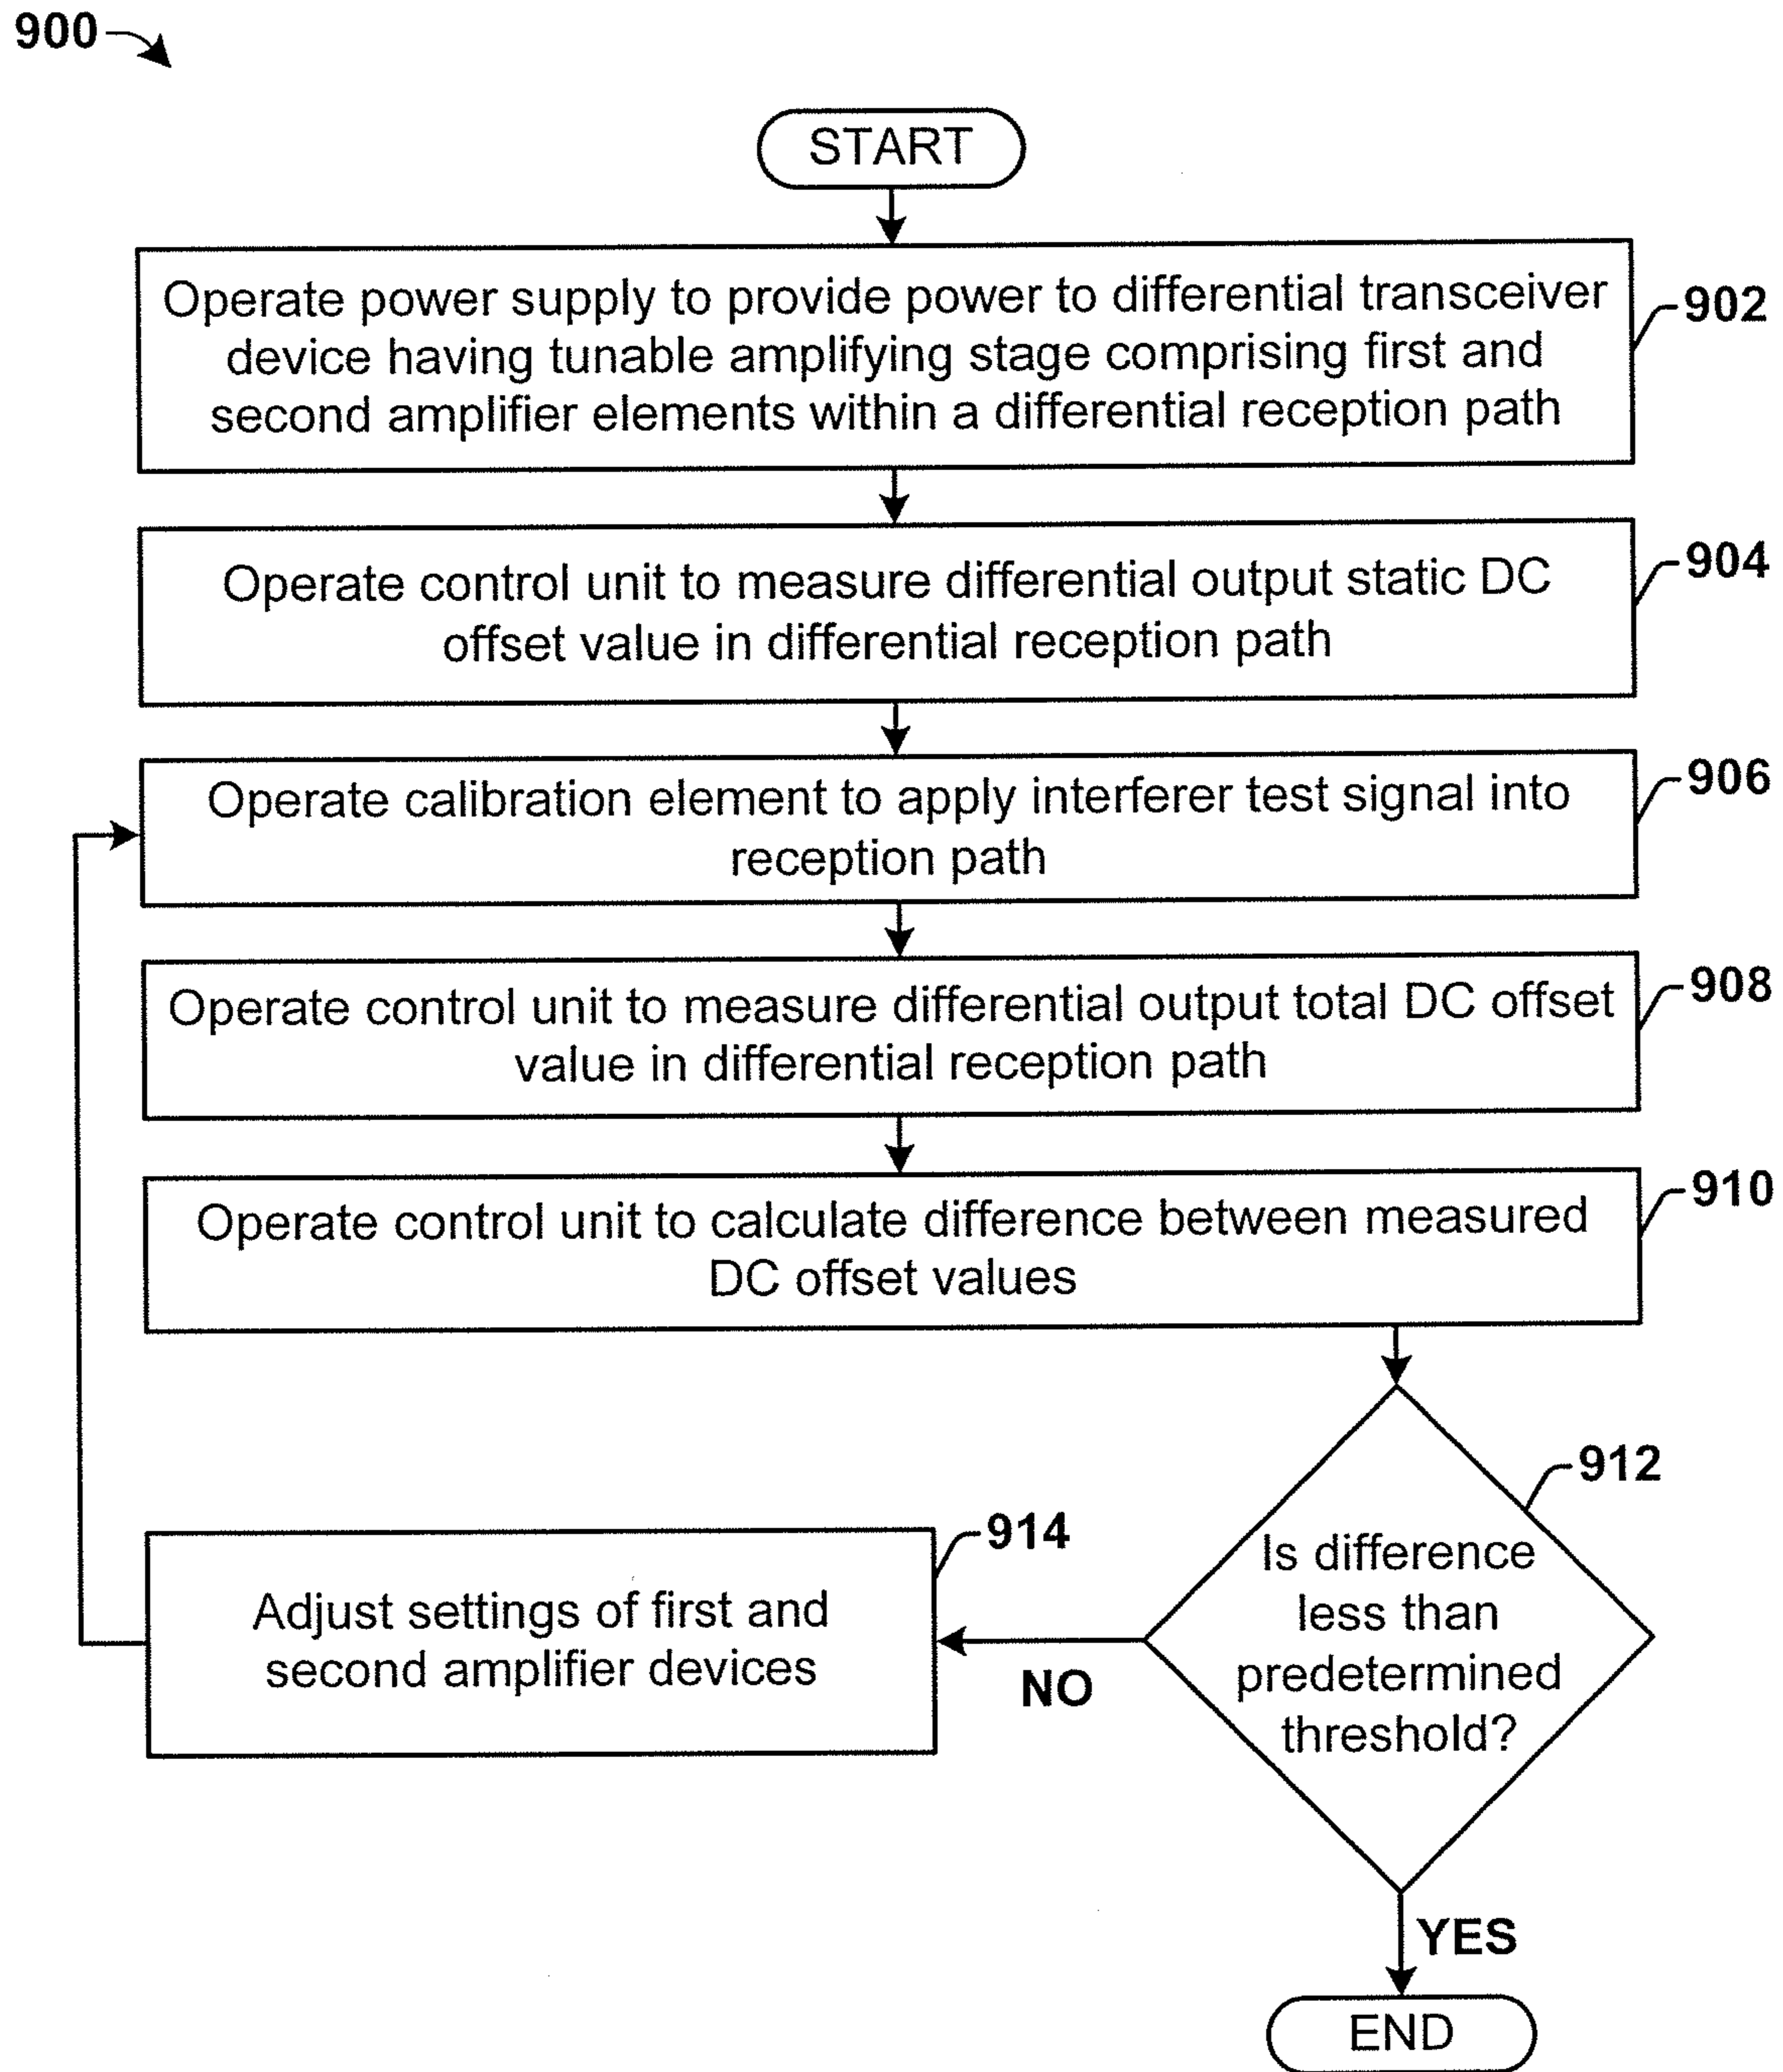 900
START
Operate power supply to provide power to differential transceiver
device having tunable amplifying stage comprising first and
second amplifier elements within a differential reception path
902
Operate control unit to measure differential output static DC
offset value in differential reception path
904
Operate calibration element to apply interferer test signal into
reception path
906
Operate control unit to measure differential output total DC offset
value in differential reception path
908
Operate control unit to calculate difference between measured
DC offset values
910
912
Is difference
less than
predetermined
threshold?
914
Adjust settings of first and
second amplifier devices
NO
YES
END